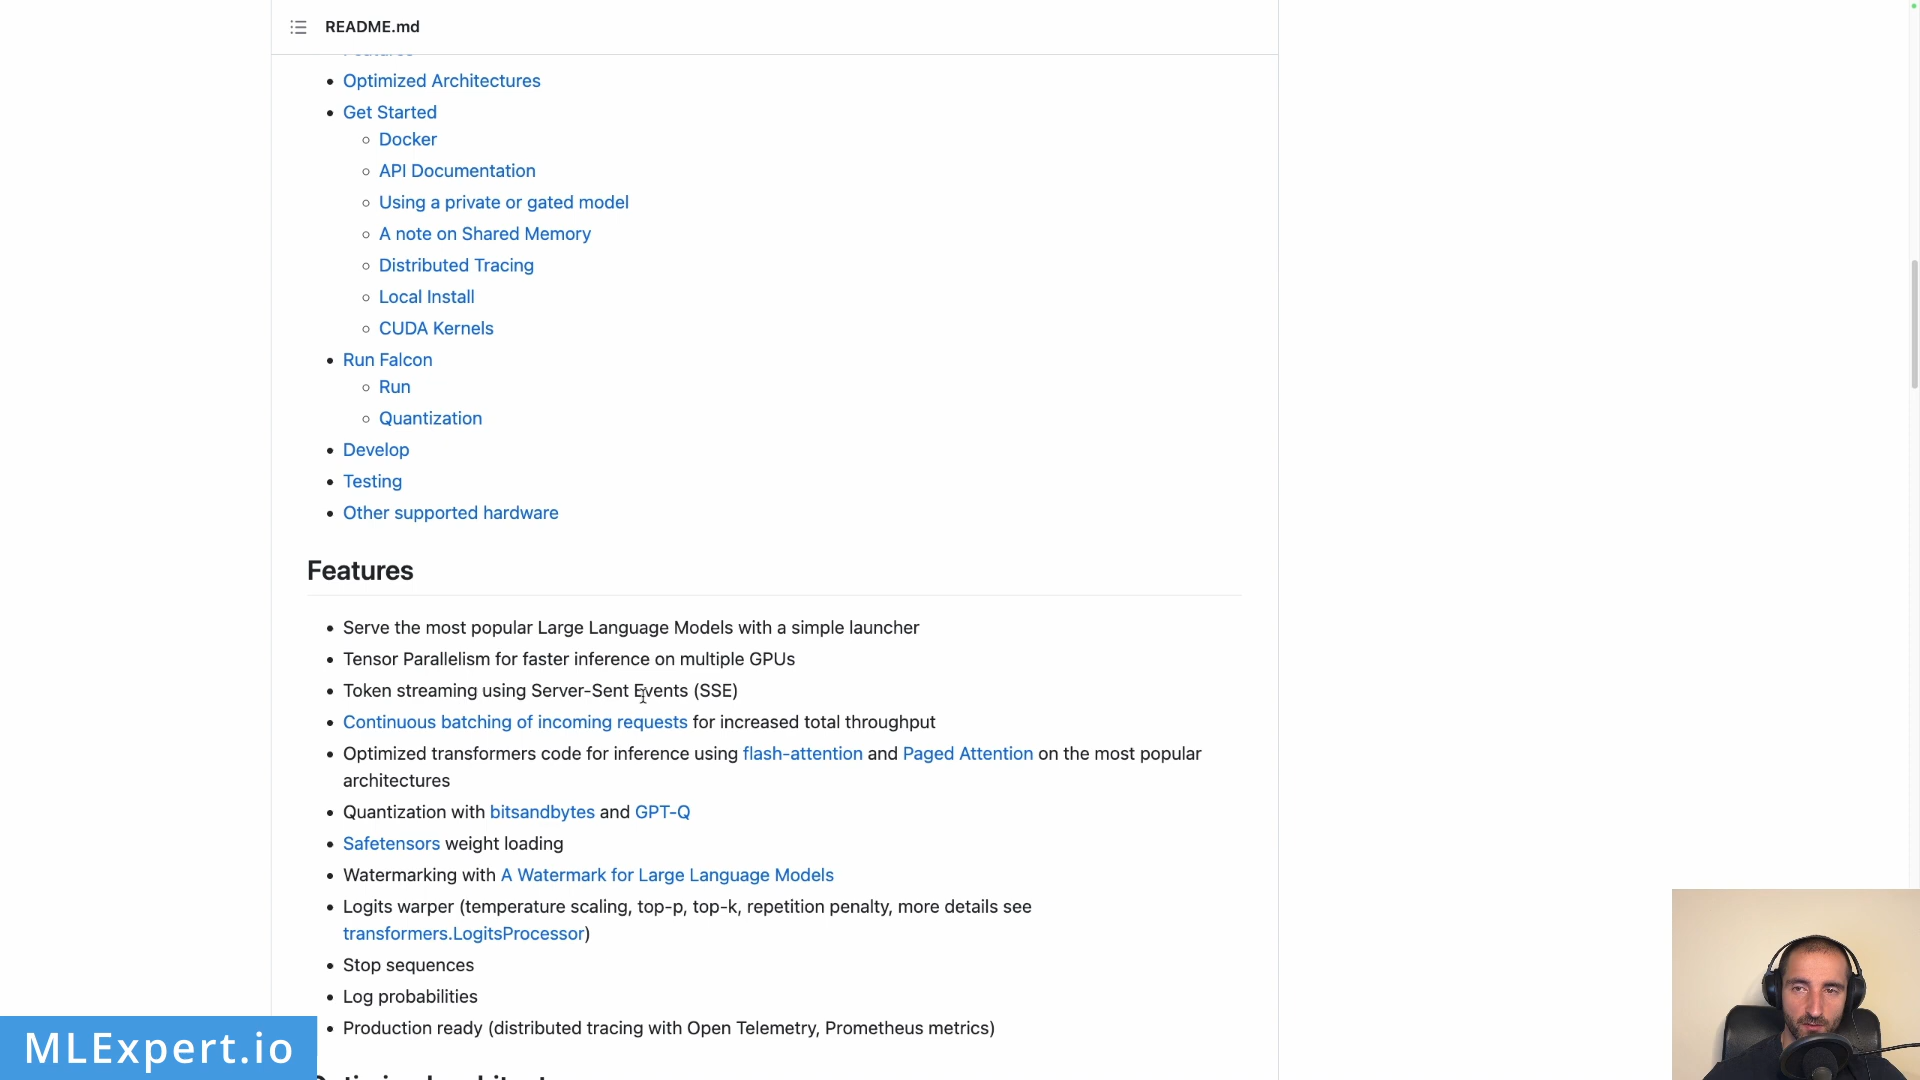 README.md
Features
Optimized Architectures
Get Started
Docker
API Documentation
Using a private or gated model
A note on Shared Memory
Distributed Tracing
Local Install
CUDA Kernels
Run Falcon
Run
Quantization
Develop
Testing
Other supported hardware
Features
Serve the most popular Large Language Models with a simple launcher
Tensor Parallelism for faster inference on multiple GPUs
Token streaming using Server-Sent Events (SSE)
Continuous batching of incoming requests for increased total throughput
Optimized transformers code for inference using flash-attention and Paged Attention on the most popular
architectures
Quantization with bitsandbytes and GPT-Q
Safetensors weight loading
Watermarking with A Watermark for Large Language Models
Logits warper (temperature scaling, top-p, top-k, repetition penalty, more details see
transformers.LogitsProcessor)
Stop sequences
Log probabilities
Production ready (distributed tracing with Open Telemetry, Prometheus metrics)
MLExpert.io